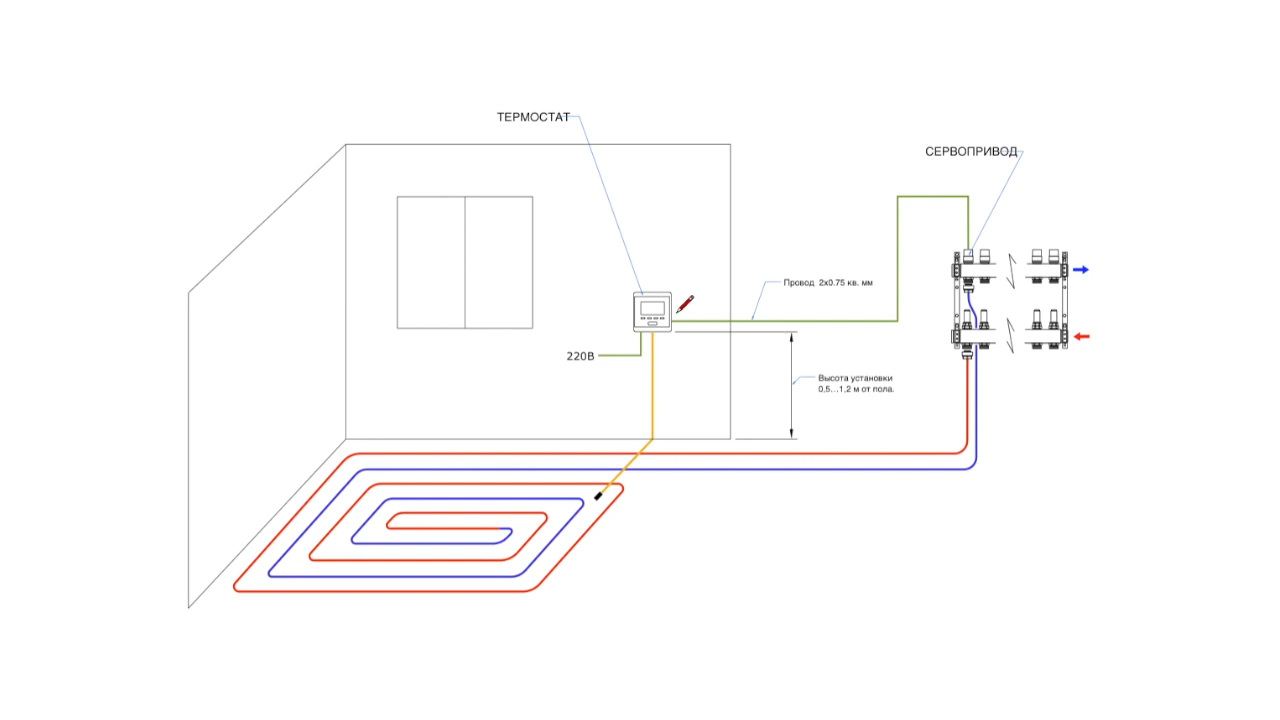 ТЕРМОСТАТ
СЕРВОПРИВОД
Провод 2х0.75 кв. мм
220В
Высота установки
0,5...1,2 м от пола.